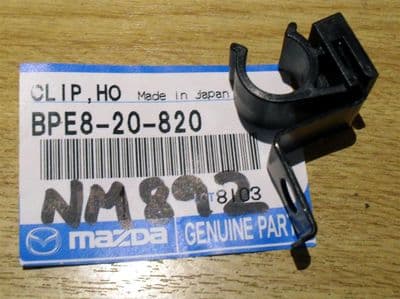 CLIP,HO Made in Japan
BPE8-20-820
NM892
T8103
mazda GENUINE PART